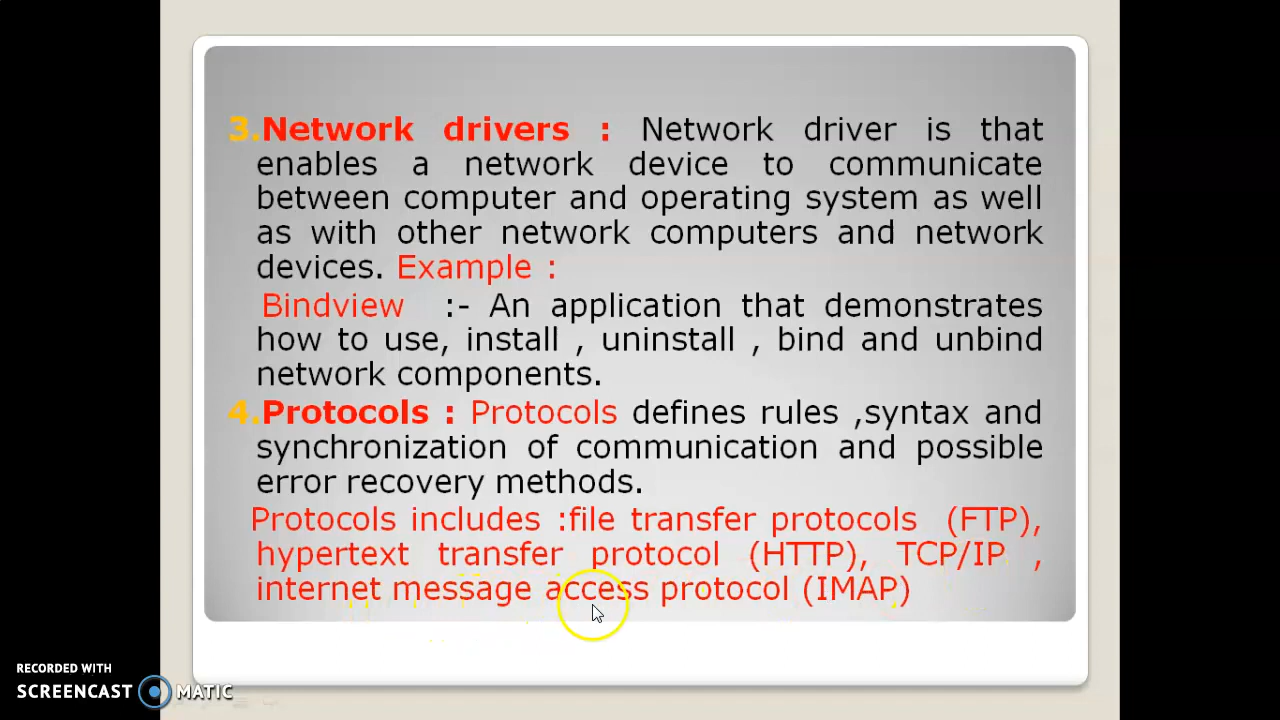 3.Network drivers : Network driver is that
enables a network device to communicate
between computer and operating system as well
as with other network computers and network
devices. Example :
Bindview :- An application that demonstrates
how to use, install , uninstall , bind and unbind
network components.
4.Protocols : Protocols defines rules ,syntax and
synchronization of communication and possible
error recovery methods.
Protocols includes :file transfer protocols (FTP),
hypertext transfer protocol (HTTP), TCP/IP ,
internet message access protocol (IMAP)
RECORDED WITH
SCREENCAST MATIC